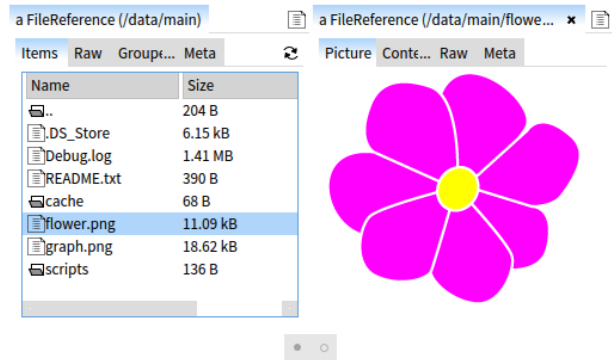 a FileReference (/data/main)
Items Raw Groupe... Meta
Name Size
.. 204 B
.DS_Store 6.15 kB
Debug.log 1.41 MB
README.txt 390 B
cache 68 B
flower.png 11.09 kB
graph.png 18.62 kB
scripts 136 B
a FileReference (/data/main/flowe... ×
Picture Conte... Raw Meta